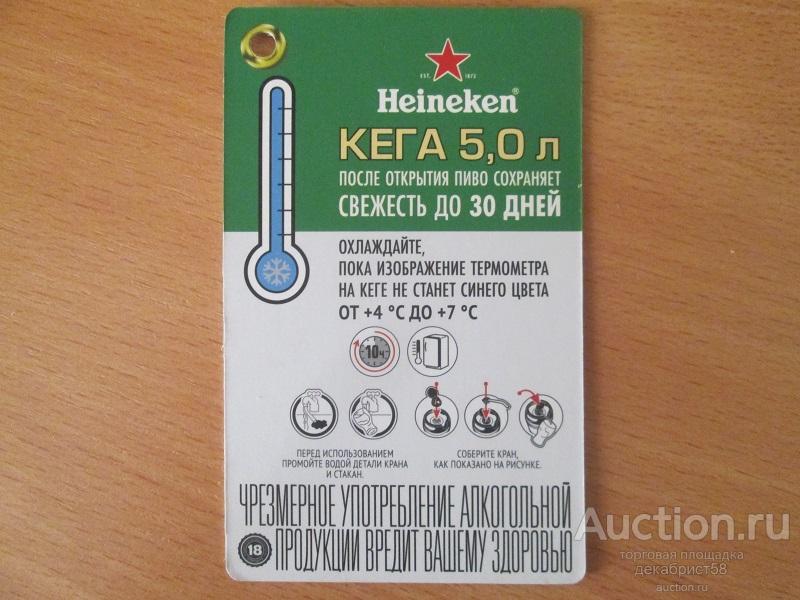 EST. 1873
Heineken®
КЕГА 5,0 л
ПОСЛЕ ОТКРЫТИЯ ПИВО СОХРАНЯЕТ
СВЕЖЕСТЬ ДО 30 ДНЕЙ
ОХЛАЖДАЙТЕ,
ПОКА ИЗОБРАЖЕНИЕ ТЕРМОМЕТРА
НА КЕГЕ НЕ СТАНЕТ СИНЕГО ЦВЕТА
ОТ +4 °С ДО +7 °С
10ч.
ПЕРЕД ИСПОЛЬЗОВАНИЕМ
ПРОМОЙТЕ ВОДОЙ ДЕТАЛИ КРАНА
И СТАКАН.
СОБЕРИТЕ КРАН,
КАК ПОКАЗАНО НА РИСУНКЕ.
ЧРЕЗМЕРНОЕ УПОТРЕБЛЕНИЕ АЛКОГОЛЬНОЙ
ПРОДУКЦИИ ВРЕДИТ ВАШЕМУ ЗДОРОВЬЮ
18
Auction.ru
торговая площадка
декабрист58
auction.ru